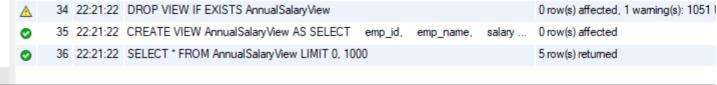 34 22:21:22 DROP VIEW IF EXISTS AnnualSalaryView 0 row(s) affected, 1 warning(s): 1051 U
35 22:21:22 CREATE VIEW AnnualSalaryView AS SELECT emp_id, emp_name, salary ... 0 row(s) affected
36 22:21:22 SELECT * FROM AnnualSalaryView LIMIT 0, 1000 5 row(s) returned